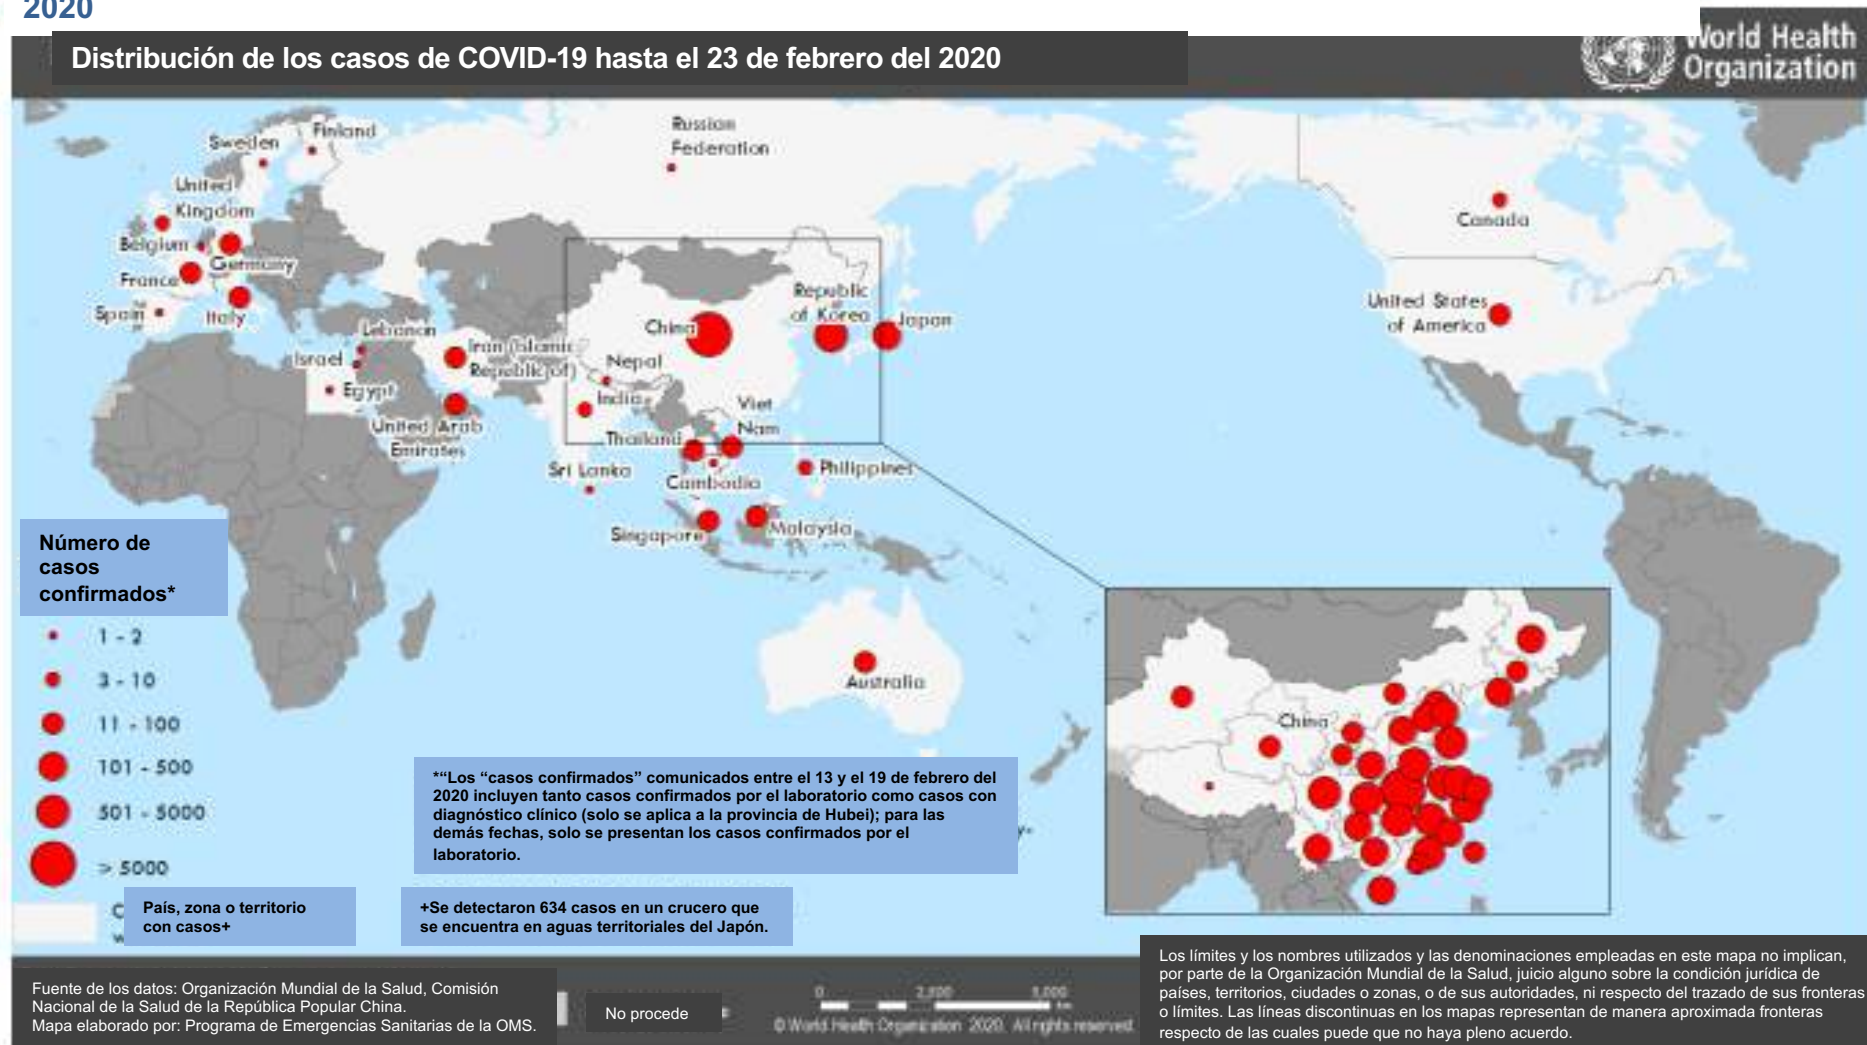 2020
Distribución de los casos de COVID-19 hasta el 23 de febrero del 2020
World Health
Organization
Finland
Sweden
Russian
Federation
United
Kingdom
Belgium
Germany
France
Spain
Italy
Lebanon
Israel
Egypt
Iran (Islamic
Republic of)
United Arab
Emirates
China
Republic
of Korea
Japan
Nepal
India
Viet
Nam
Thailand
Sri Lanka
Cambodia
Philippines
Singapore
Malaysia
Australia
Canada
United States
of America
China
Número de
casos
confirmados*
1 - 2
3 - 10
11 - 100
101 - 500
501 - 5000
> 5000
País, zona o territorio
con casos+
*“Los “casos confirmados” comunicados entre el 13 y el 19 de febrero del
2020 incluyen tanto casos confirmados por el laboratorio como casos con
diagnóstico clínico (solo se aplica a la provincia de Hubei); para las
demás fechas, solo se presentan los casos confirmados por el
laboratorio.
+Se detectaron 634 casos en un crucero que
se encuentra en aguas territoriales del Japón.
Fuente de los datos: Organización Mundial de la Salud, Comisión
Nacional de la Salud de la República Popular China.
Mapa elaborado por: Programa de Emergencias Sanitarias de la OMS.
No procede
© World Health Organization 2020. All rights reserved.
Los límites y los nombres utilizados y las denominaciones empleadas en este mapa no implican,
por parte de la Organización Mundial de la Salud, juicio alguno sobre la condición jurídica de
países, territorios, ciudades o zonas, o de sus autoridades, ni respecto del trazado de sus fronteras
o límites. Las líneas discontinuas en los mapas representan de manera aproximada fronteras
respecto de las cuales puede que no haya pleno acuerdo.